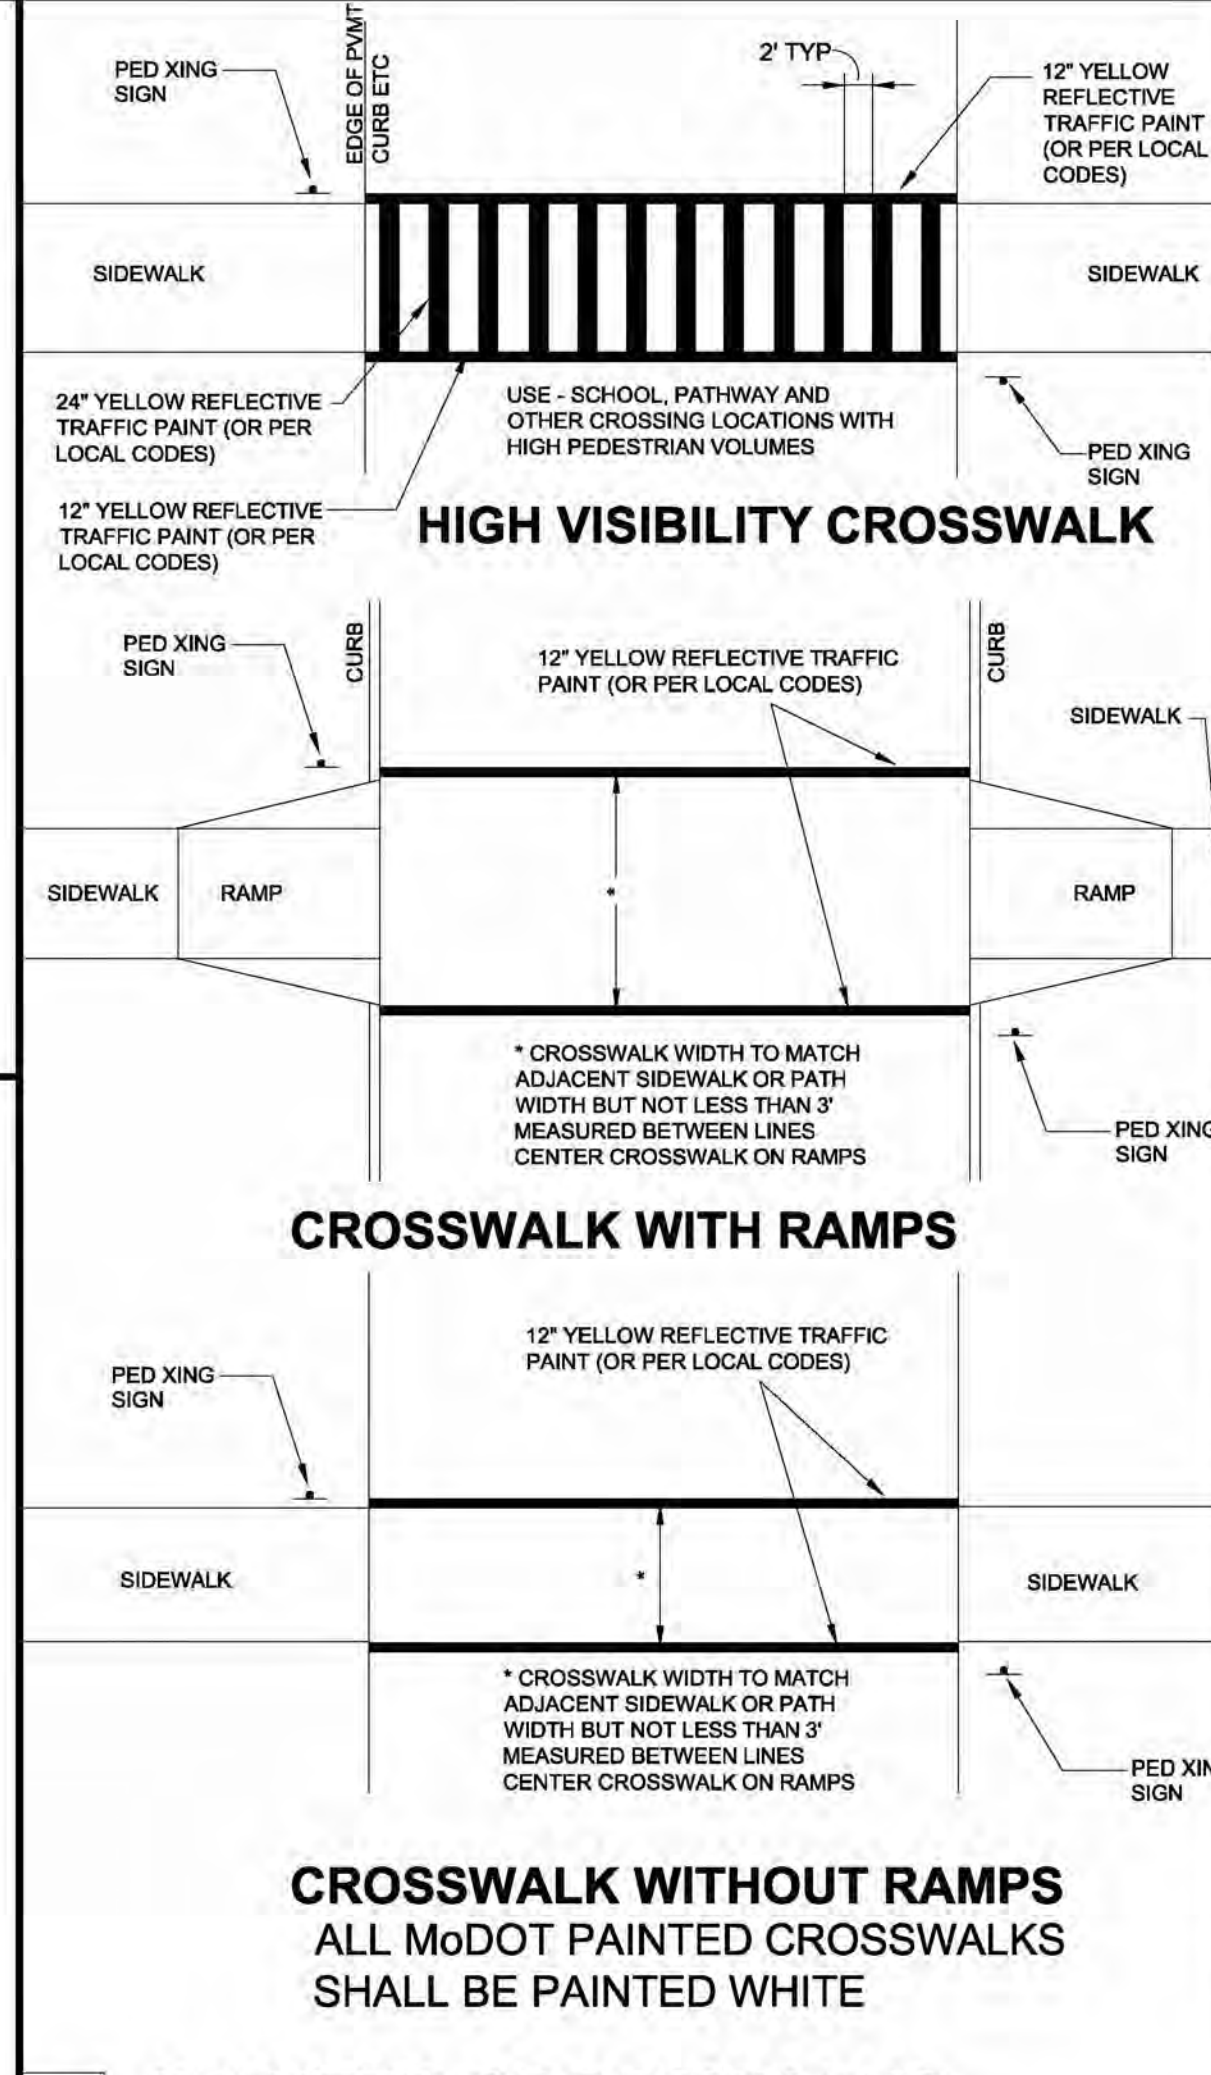 EDGE OF PVMT
CURB ETC
PED XING
SIGN
2' TYP
12" YELLOW
REFLECTIVE
TRAFFIC PAINT
(OR PER LOCAL
CODES)
SIDEWALK
SIDEWALK
24" YELLOW REFLECTIVE
TRAFFIC PAINT (OR PER
LOCAL CODES)
USE - SCHOOL, PATHWAY AND
OTHER CROSSING LOCATIONS WITH
HIGH PEDESTRIAN VOLUMES
PED XING
SIGN
12" YELLOW REFLECTIVE
TRAFFIC PAINT (OR PER
LOCAL CODES)
HIGH VISIBILITY CROSSWALK
PED XING
SIGN
CURB
12" YELLOW REFLECTIVE TRAFFIC
PAINT (OR PER LOCAL CODES)
CURB
SIDEWALK
SIDEWALK
RAMP
*
RAMP
* CROSSWALK WIDTH TO MATCH
ADJACENT SIDEWALK OR PATH
WIDTH BUT NOT LESS THAN 3'
MEASURED BETWEEN LINES
CENTER CROSSWALK ON RAMPS
PED XING
SIGN
CROSSWALK WITH RAMPS
12" YELLOW REFLECTIVE TRAFFIC
PAINT (OR PER LOCAL CODES)
PED XING
SIGN
SIDEWALK
*
SIDEWALK
* CROSSWALK WIDTH TO MATCH
ADJACENT SIDEWALK OR PATH
WIDTH BUT NOT LESS THAN 3'
MEASURED BETWEEN LINES
CENTER CROSSWALK ON RAMPS
PED XIN
SIGN
CROSSWALK WITHOUT RAMPS
ALL MoDOT PAINTED CROSSWALKS
SHALL BE PAINTED WHITE